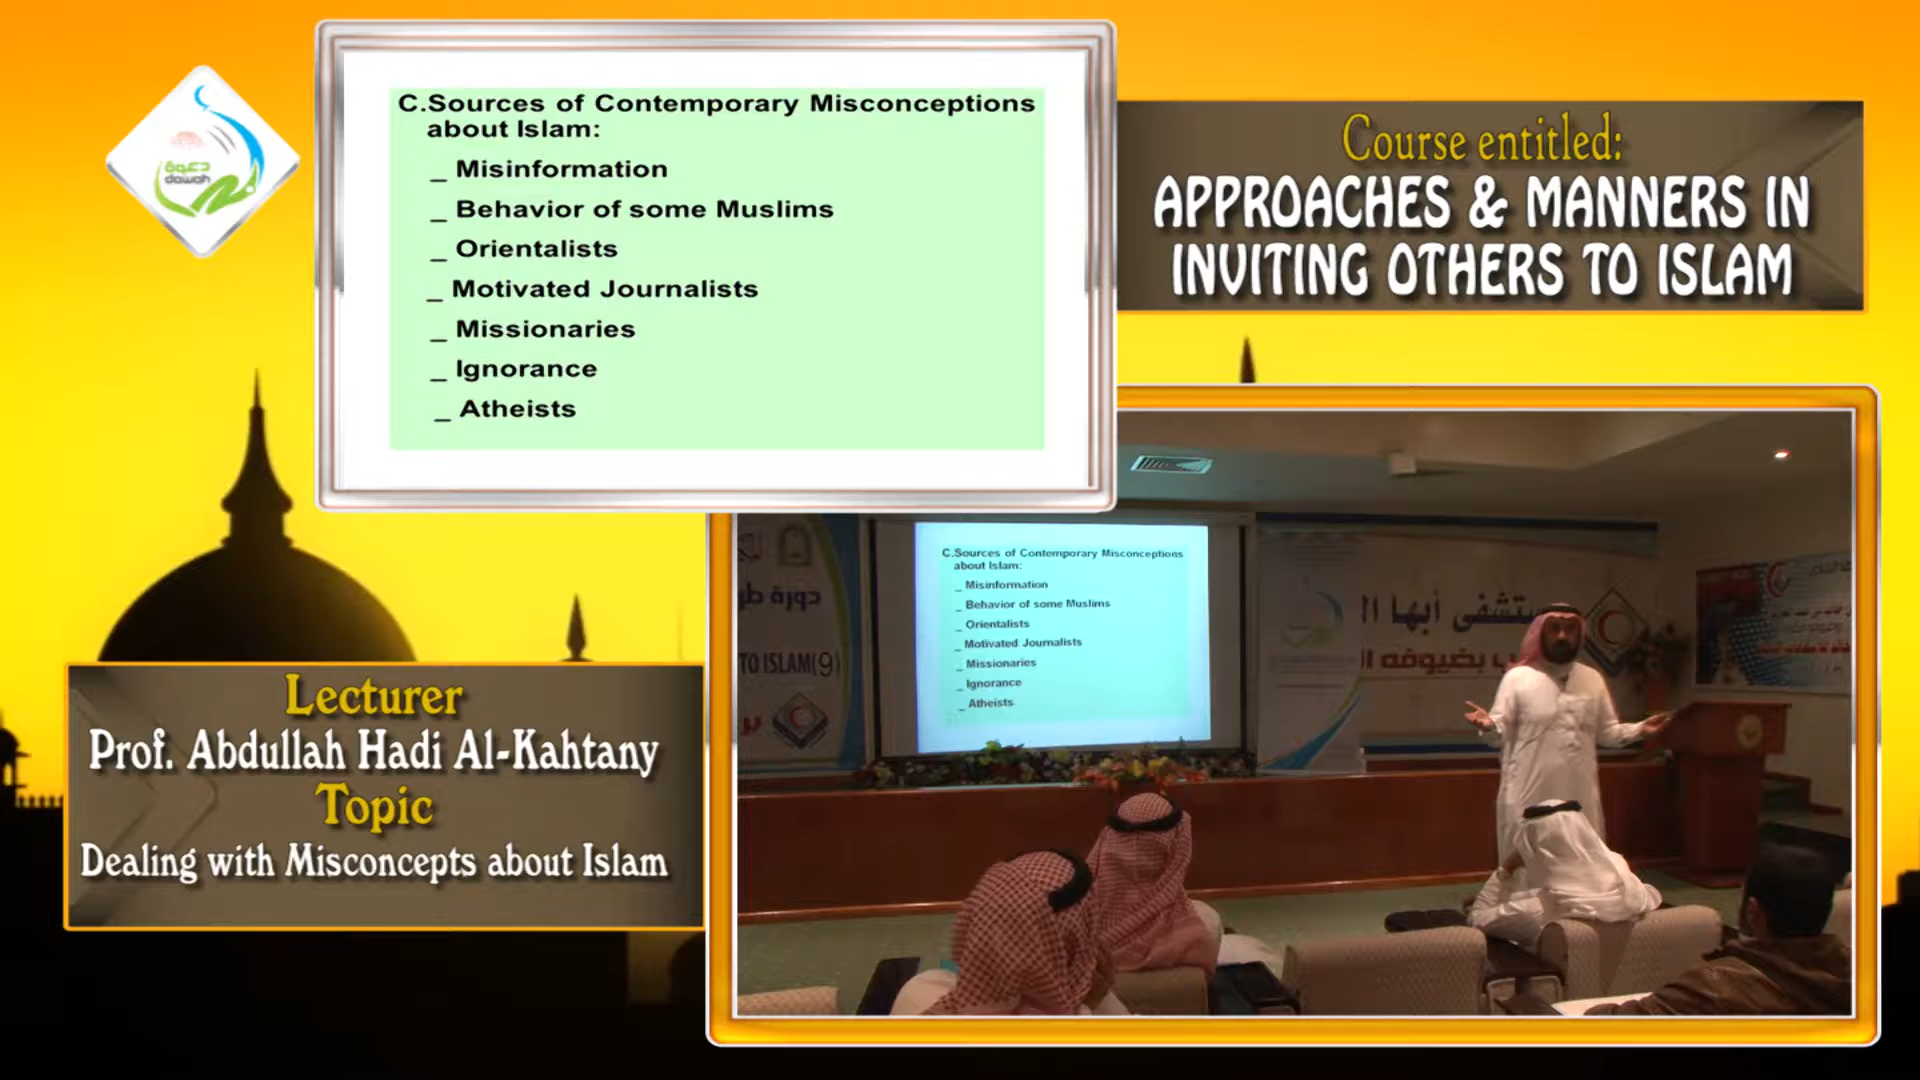 C.Sources of Contemporary Misconceptions
about Islam:
_ Misinformation
_ Behavior of some Muslims
_ Orientalists
_ Motivated Journalists
_ Missionaries
_ Ignorance
_ Atheists
دعوة
dawah
Course entitled:
APPROACHES & MANNERS IN
INVITING OTHERS TO ISLAM
Lecturer
Prof. Abdullah Hadi Al-Kahtany
Topic
Dealing with Misconcepts about Islam
C.Sources of Contemporary Misconceptions
about Islam:
_ Misinformation
_ Behavior of some Muslims
_ Orientalists
_ Motivated Journalists
_ Missionaries
_ Ignorance
_ Atheists
دورة
TO ISLAM(9)
أبها
بضيوفه